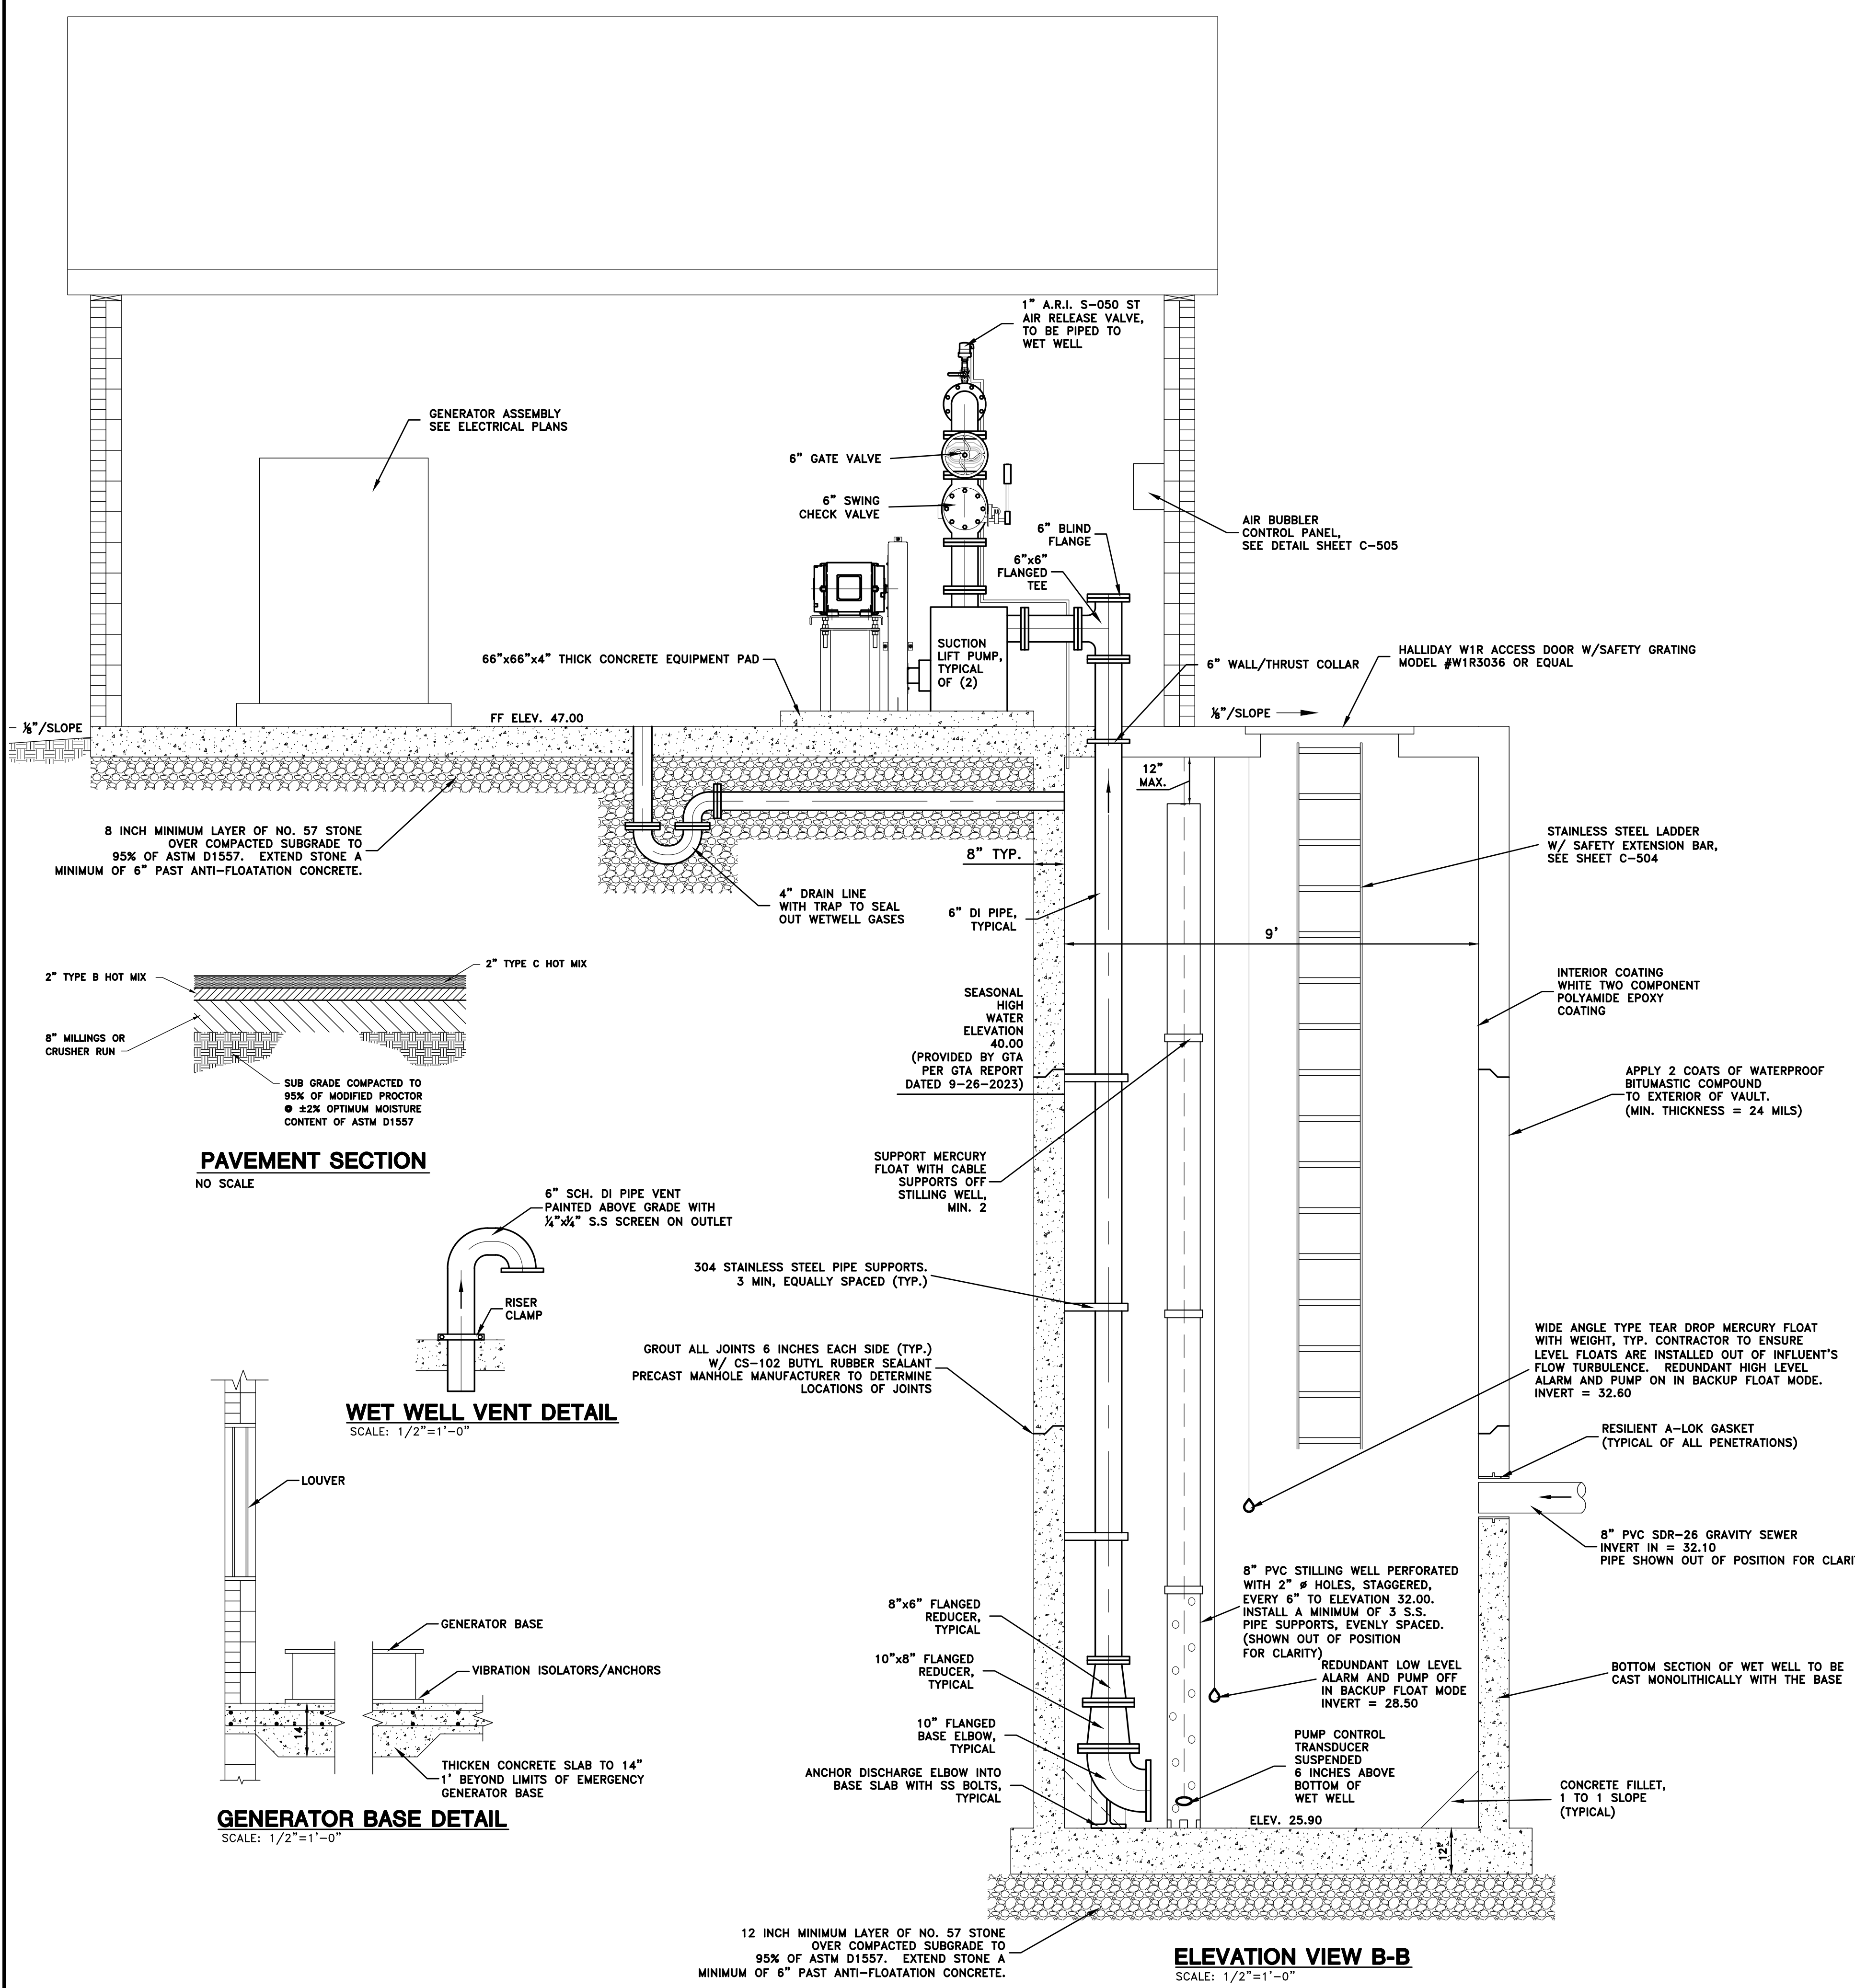 1" A.R.I. S-050 ST
AIR RELEASE VALVE,
TO BE PIPED TO
WET WELL
GENERATOR ASSEMBLY
SEE ELECTRICAL PLANS
6" GATE VALVE
6" SWING
CHECK VALVE
6" BLIND
FLANGE
6"x6"
FLANGED
TEE
AIR BUBBLER
CONTROL PANEL,
SEE DETAIL SHEET C-505
SUCTION
LIFT PUMP,
TYPICAL
OF (2)
66"x66"x4" THICK CONCRETE EQUIPMENT PAD
6" WALL/THRUST COLLAR
HALLIDAY W1R ACCESS DOOR W/SAFETY GRATING
MODEL #W1R3036 OR EQUAL
⅛"/SLOPE
FF ELEV. 47.00
⅛"/SLOPE
12"
MAX.
8 INCH MINIMUM LAYER OF NO. 57 STONE
OVER COMPACTED SUBGRADE TO
95% OF ASTM D1557. EXTEND STONE A
MINIMUM OF 6" PAST ANTI-FLOATATION CONCRETE.
8" TYP.
STAINLESS STEEL LADDER
W/ SAFETY EXTENSION BAR,
SEE SHEET C-504
4" DRAIN LINE
WITH TRAP TO SEAL
OUT WETWELL GASES
6" DI PIPE,
TYPICAL
9'
2" TYPE B HOT MIX
2" TYPE C HOT MIX
8" MILLINGS OR
CRUSHER RUN
SUB GRADE COMPACTED TO
95% OF MODIFIED PROCTOR
@ ±2% OPTIMUM MOISTURE
CONTENT OF ASTM D1557
PAVEMENT SECTION
NO SCALE
SEASONAL
HIGH
WATER
ELEVATION
40.00
(PROVIDED BY GTA
PER GTA REPORT
DATED 9-26-2023)
INTERIOR COATING
WHITE TWO COMPONENT
POLYAMIDE EPOXY
COATING
APPLY 2 COATS OF WATERPROOF
BITUMASTIC COMPOUND
TO EXTERIOR OF VAULT.
(MIN. THICKNESS = 24 MILS)
SUPPORT MERCURY
FLOAT WITH CABLE
SUPPORTS OFF
STILLING WELL,
MIN. 2
6" SCH. DI PIPE VENT
PAINTED ABOVE GRADE WITH
¼"x¼" S.S SCREEN ON OUTLET
RISER
CLAMP
WET WELL VENT DETAIL
SCALE: 1/2"=1'-0"
304 STAINLESS STEEL PIPE SUPPORTS.
3 MIN, EQUALLY SPACED (TYP.)
GROUT ALL JOINTS 6 INCHES EACH SIDE (TYP.)
W/ CS-102 BUTYL RUBBER SEALANT
PRECAST MANHOLE MANUFACTURER TO DETERMINE
LOCATIONS OF JOINTS
WIDE ANGLE TYPE TEAR DROP MERCURY FLOAT
WITH WEIGHT, TYP. CONTRACTOR TO ENSURE
LEVEL FLOATS ARE INSTALLED OUT OF INFLUENT'S
FLOW TURBULENCE. REDUNDANT HIGH LEVEL
ALARM AND PUMP ON IN BACKUP FLOAT MODE.
INVERT = 32.60
RESILIENT A-LOK GASKET
(TYPICAL OF ALL PENETRATIONS)
8" PVC SDR-26 GRAVITY SEWER
INVERT IN = 32.10
PIPE SHOWN OUT OF POSITION FOR CLARI
LOUVER
GENERATOR BASE
VIBRATION ISOLATORS/ANCHORS
14"
THICKEN CONCRETE SLAB TO 14"
1' BEYOND LIMITS OF EMERGENCY
GENERATOR BASE
GENERATOR BASE DETAIL
SCALE: 1/2"=1'-0"
8"x6" FLANGED
REDUCER,
TYPICAL
10"x8" FLANGED
REDUCER,
TYPICAL
10" FLANGED
BASE ELBOW,
TYPICAL
ANCHOR DISCHARGE ELBOW INTO
BASE SLAB WITH SS BOLTS,
TYPICAL
8" PVC STILLING WELL PERFORATED
WITH 2" ø HOLES, STAGGERED,
EVERY 6" TO ELEVATION 32.00.
INSTALL A MINIMUM OF 3 S.S.
PIPE SUPPORTS, EVENLY SPACED.
(SHOWN OUT OF POSITION
FOR CLARITY)
REDUNDANT LOW LEVEL
ALARM AND PUMP OFF
IN BACKUP FLOAT MODE
INVERT = 28.50
PUMP CONTROL
TRANSDUCER
SUSPENDED
6 INCHES ABOVE
BOTTOM OF
WET WELL
ELEV. 25.90
BOTTOM SECTION OF WET WELL TO BE
CAST MONOLITHICALLY WITH THE BASE
CONCRETE FILLET,
1 TO 1 SLOPE
(TYPICAL)
12"
12 INCH MINIMUM LAYER OF NO. 57 STONE
OVER COMPACTED SUBGRADE TO
95% OF ASTM D1557. EXTEND STONE A
MINIMUM OF 6" PAST ANTI-FLOATATION CONCRETE.
ELEVATION VIEW B-B
SCALE: 1/2"=1'-0"